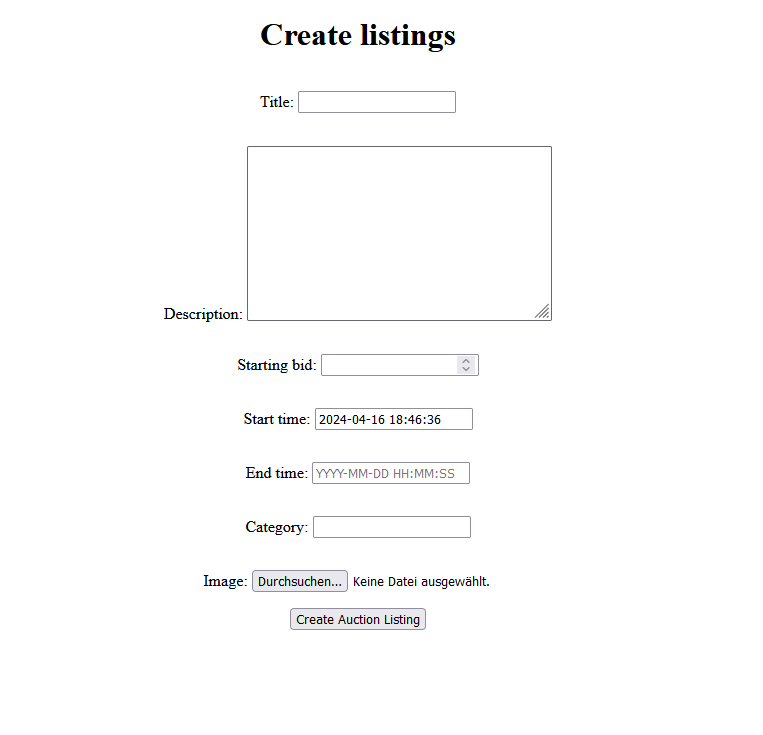 Create listings
Title:
Description:
Starting bid:
Start time: 2024-04-16 18:46:36
End time: YYYY-MM-DD HH:MM:SS
Category:
Image: Durchsuchen... Keine Datei ausgewählt.
Create Auction Listing